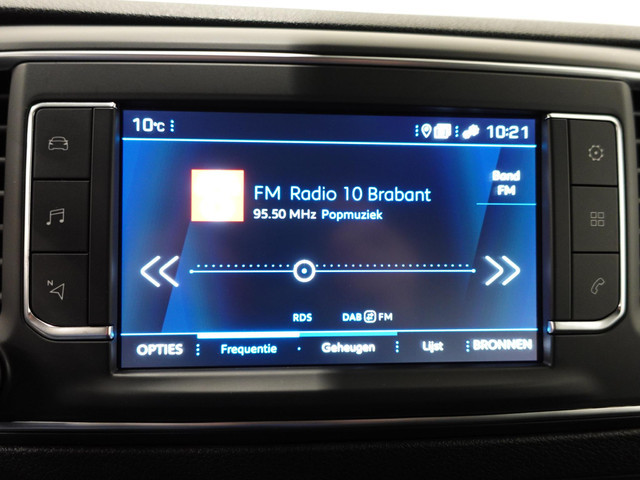 10°C 10:21
FM Radio 10 Brabant
95.50 MHz Popmuziek
Band
FM
RDS DAB FM
OPTIES Frequentie Geheugen Lijst BRONNEN
N